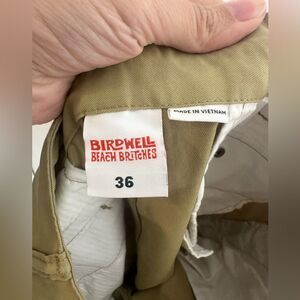 BIRDWELL
BEACH BRITCHES
36
MADE IN VIETNAM